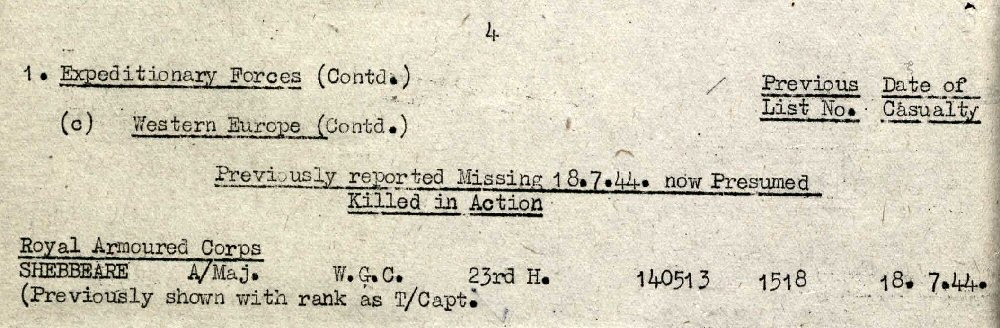 4
1. Expeditionary Forces (Contd.)
Previous Date of
List No. Casualty
(c) Western Europe (Contd.)
Previously reported Missing 18.7.44. now Presumed
Killed in Action
Royal Armoured Corps
SHEBBEARE A/Maj. W.G.C. 23rd H. 140513 1518 18. 7.44.
(Previously shown with rank as T/Capt.